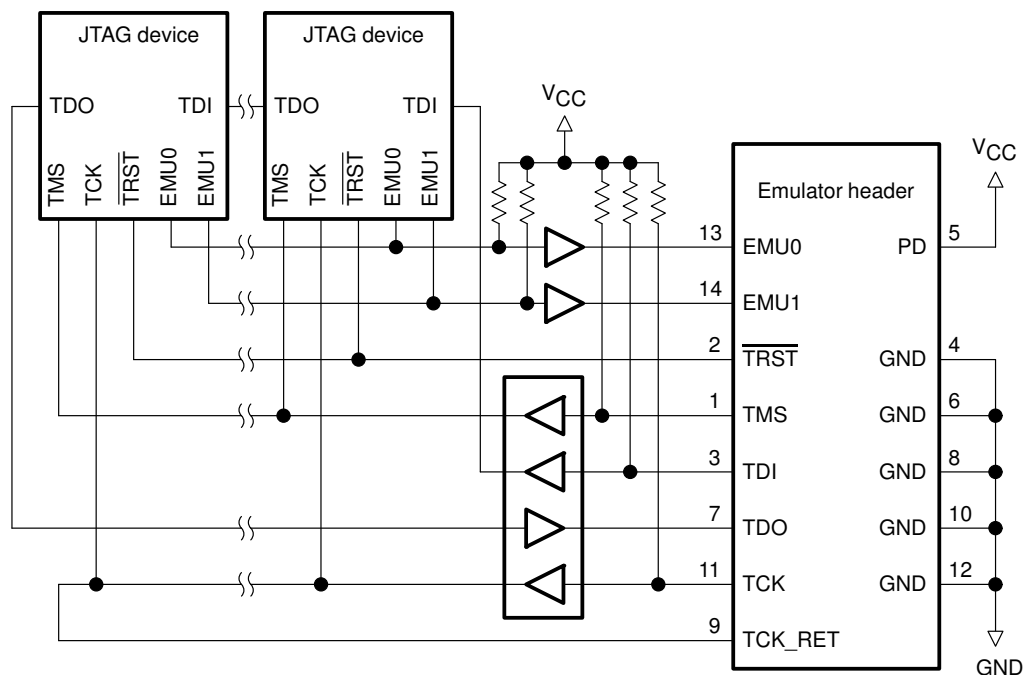 JTAG device
JTAG device
TDO TDI
TDO TDI
TMS
TCK
TRST
EMU0
EMU1
TMS
TCK
TRST
EMU0
EMU1
VCC
VCC
Emulator header
13 EMU0 PD 5
14 EMU1
2 TRST GND 4
1 TMS GND 6
3 TDI GND 8
7 TDO GND 10
11 TCK GND 12
9 TCK_RET
GND